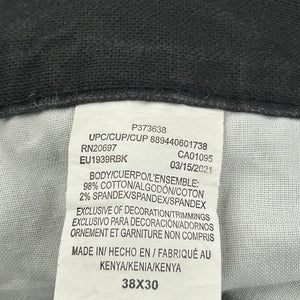 P373638
UPC/CUP/CUP 889440601738
RN20697 CA01095
EU1939RBK 03/15/2021
BODY/CUERPO/L'ENSEMBLE:
98% COTTON/ALGODÓN/COTON
2% SPANDEX/SPANDEX/SPANDEX
EXCLUSIVE OF DECORATION/TRIMMINGS
EXCLUSIVO PARA DECORACIÓN/ADORNOS
ORNEMENT ET GARNITURE NON COMPRIS
MADE IN/ HECHO EN / FABRIQUÉ AU
KENYA/KENIA/KENYA
38X30